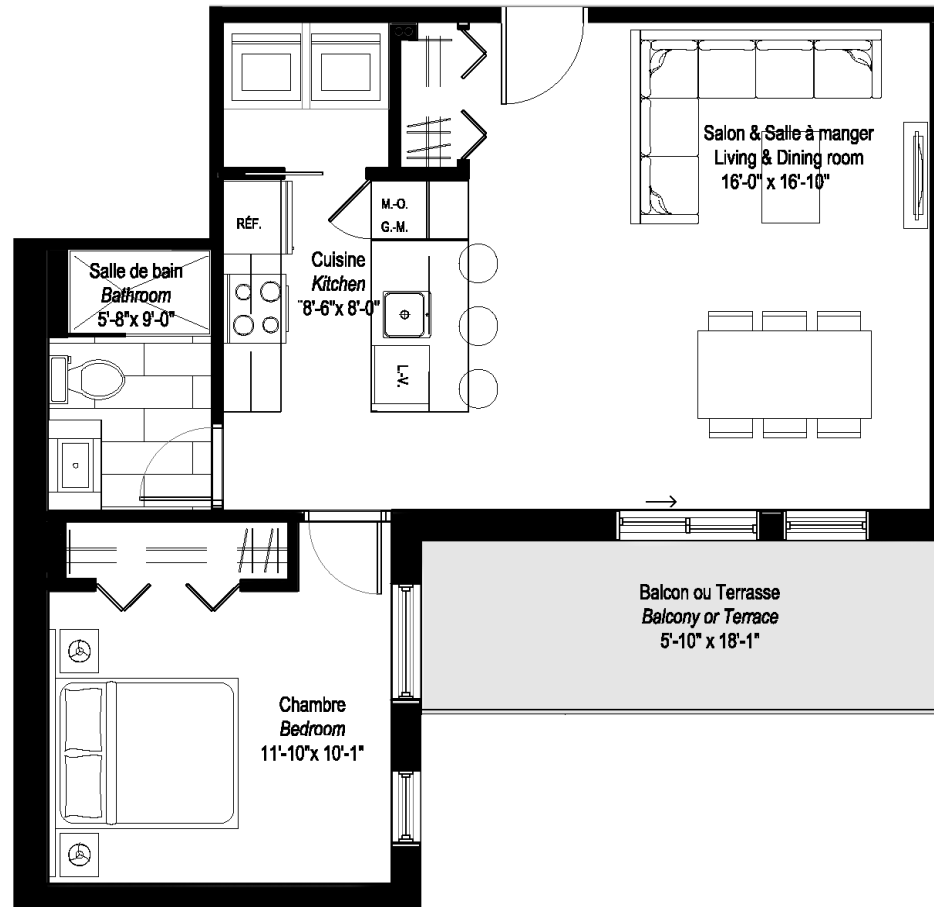 Salon & Salle à manger
Living & Dining room
16'-0" x 16'-10"
M.-O.
G.-M.
RÉF.
Cuisine
Kitchen
8'-6"x 8'-0"
Salle de bain
Bathroom
5'-8"x 9'-0"
L.-V.
Balcon ou Terrasse
Balcony or Terrace
5'-10" x 18'-1"
Chambre
Bedroom
11'-10"x 10'-1"